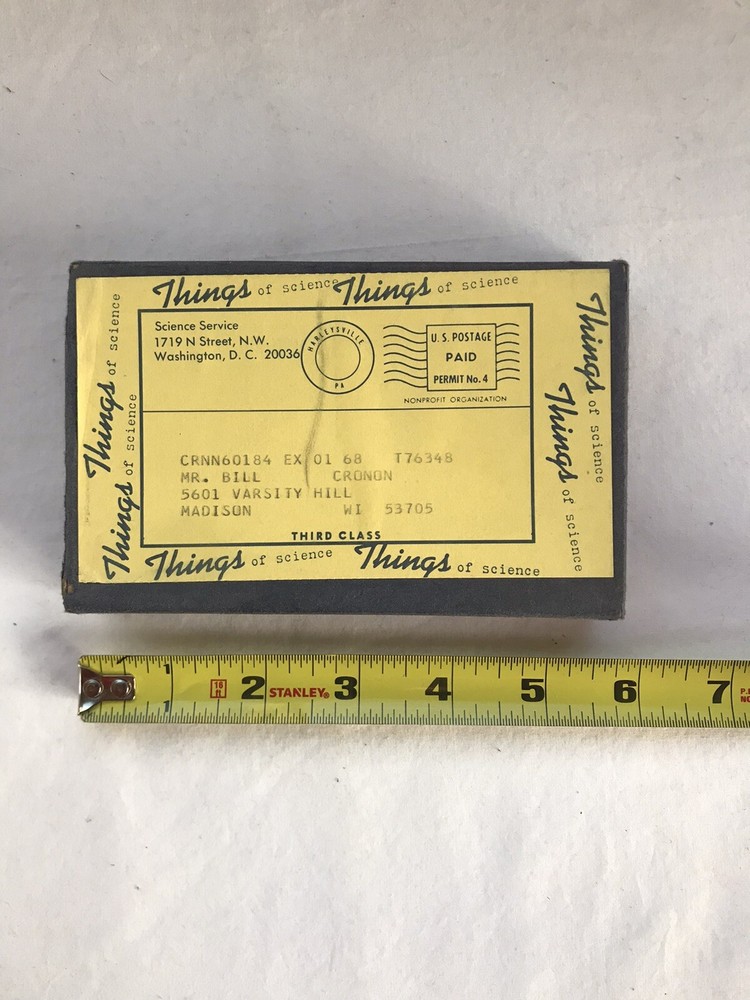 Things of science Things of science
Things of science
Things of science
Science Service
1719 N Street, N.W.
Washington, D. C. 20036
HARLEYSVILLE
PA
U.S. POSTAGE
PAID
PERMIT No. 4
NONPROFIT ORGANIZATION
CRNN60184 EX 01 68 T76348
MR. BILL CRONON
5601 VARSITY HILL
MADISON WI 53705
THIRD CLASS
Things of science
Things of science
Things of science Things of science
1
1
18 ft
2 STANLEY® 3 4 5 6 7